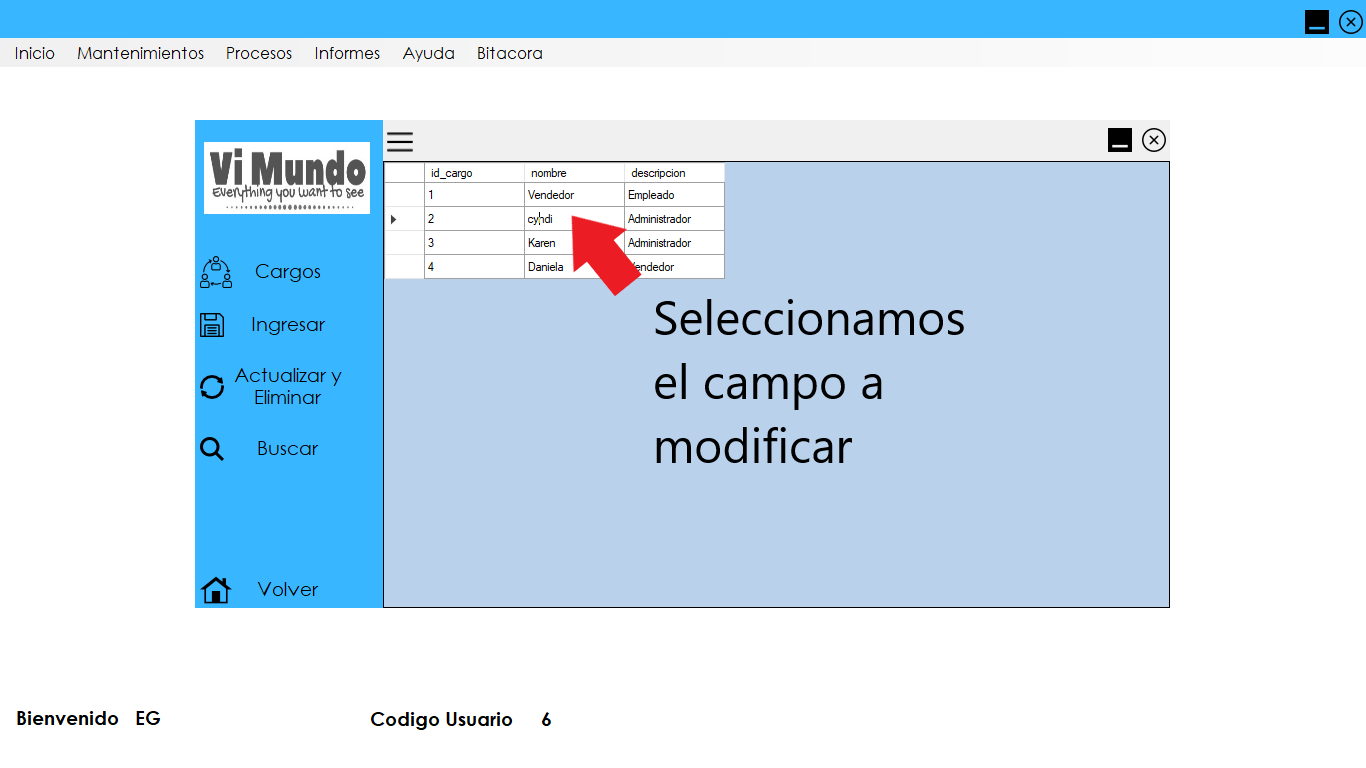 Inicio Mantenimientos Procesos Informes Ayuda Bitacora
Vi Mundo
Everything you want to see
Cargos
Ingresar
Actualizar y
Eliminar
Buscar
Volver
id_cargo nombre descripcion
1 Vendedor Empleado
2 cyndi Administrador
3 Karen Administrador
4 Daniela Vendedor
Seleccionamos
el campo a
modificar
Bienvenido EG Codigo Usuario 6